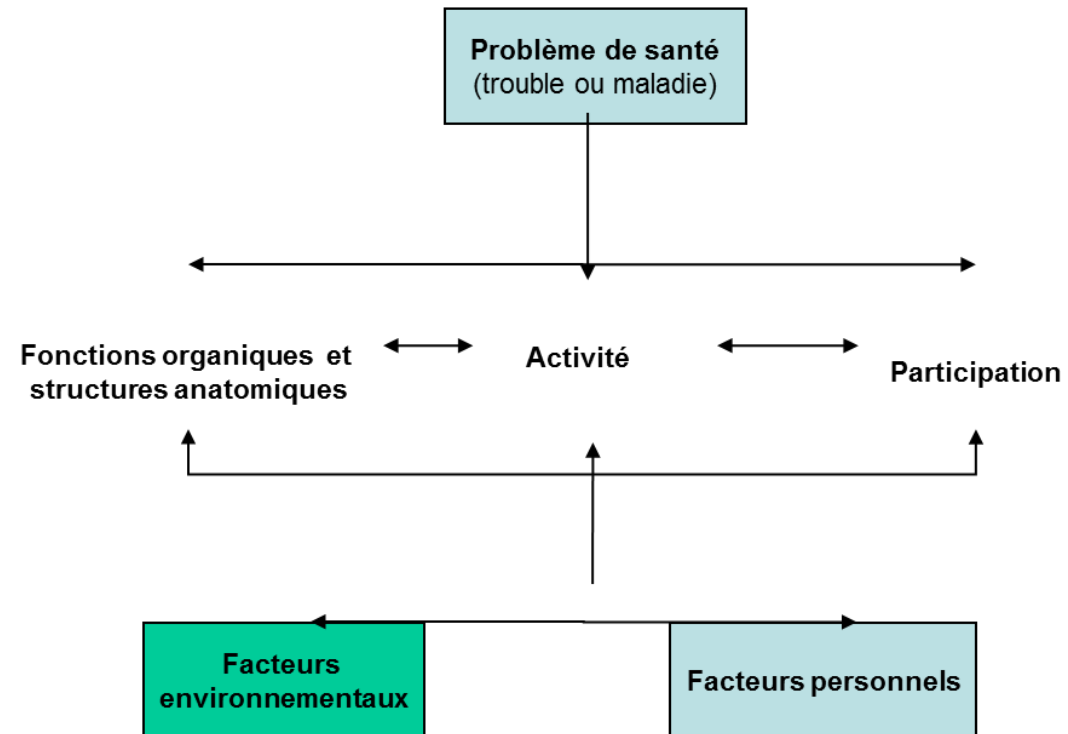 Problème de santé
(trouble ou maladie)
Fonctions organiques et
structures anatomiques
Activité
Participation
Facteurs
environnementaux
Facteurs personnels